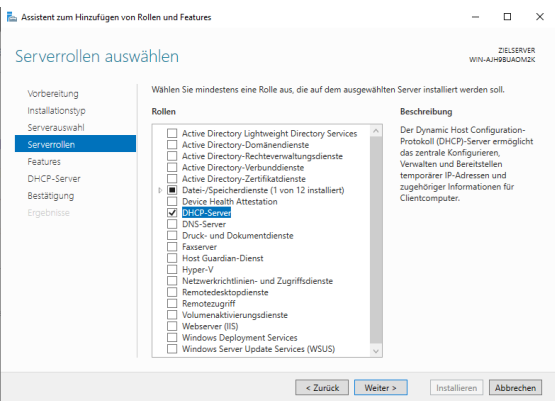 Assistent zum Hinzufügen von Rollen und Features
Serverrollen auswählen
ZIELSERVER
WIN-AJH9BUAOM2K
Vorbereitung
Installationstyp
Serverauswahl
Serverrollen
Features
DHCP-Server
Bestätigung
Ergebnisse
Wählen Sie mindestens eine Rolle aus, die auf dem ausgewählten Server installiert werden soll.
Rollen
Active Directory Lightweight Directory Services
Active Directory-Domänendienste
Active Directory-Rechteverwaltungsdienste
Active Directory-Verbunddienste
Active Directory-Zertifikatdienste
Datei-/Speicherdienste (1 von 12 installiert)
Device Health Attestation
DHCP-Server
DNS-Server
Druck- und Dokumentdienste
Faxserver
Host Guardian-Dienst
Hyper-V
Netzwerkrichtlinien- und Zugriffsdienste
Remotedesktopdienste
Remotezugriff
Volumenaktivierungsdienste
Webserver (IIS)
Windows Deployment Services
Windows Server Update Services (WSUS)
Beschreibung
Der Dynamic Host Configuration-
Protokoll (DHCP)-Server ermöglicht
das zentrale Konfigurieren,
Verwalten und Bereitstellen
temporärer IP-Adressen und
zugehöriger Informationen für
Clientcomputer.
< Zurück
Weiter >
Installieren
Abbrechen